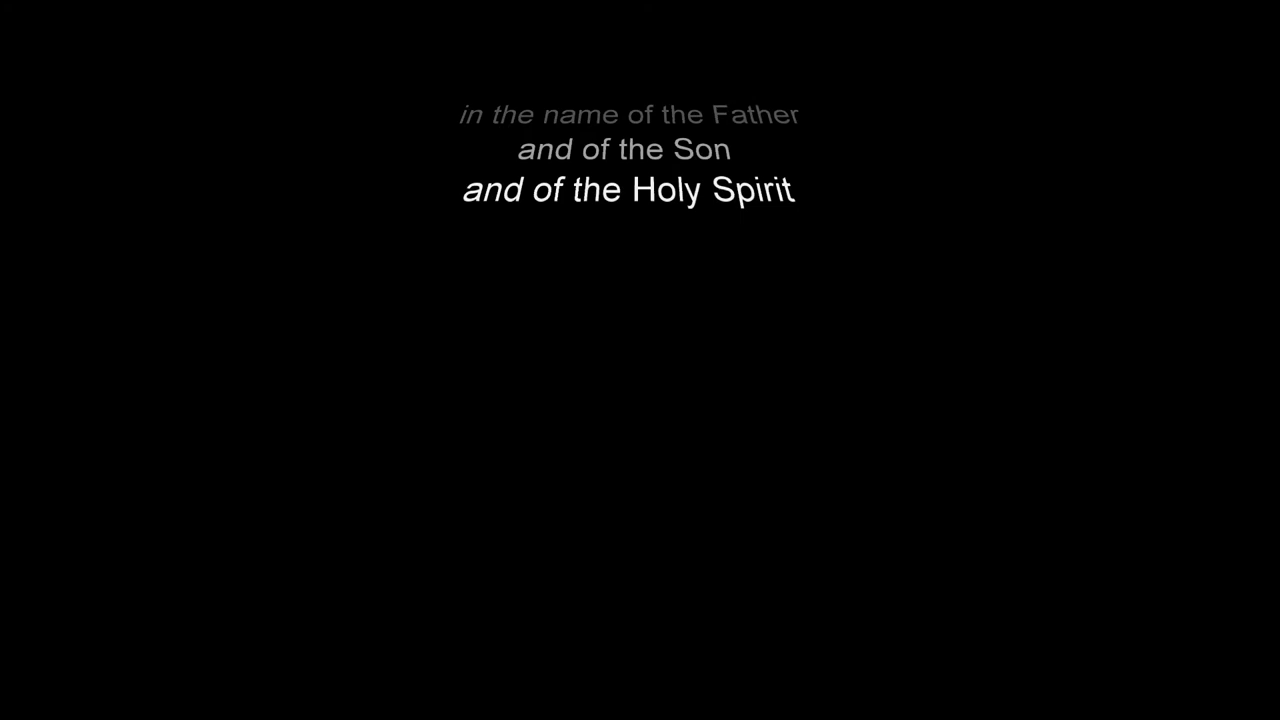 in the name of the Father
and of the Son
and of the Holy Spirit